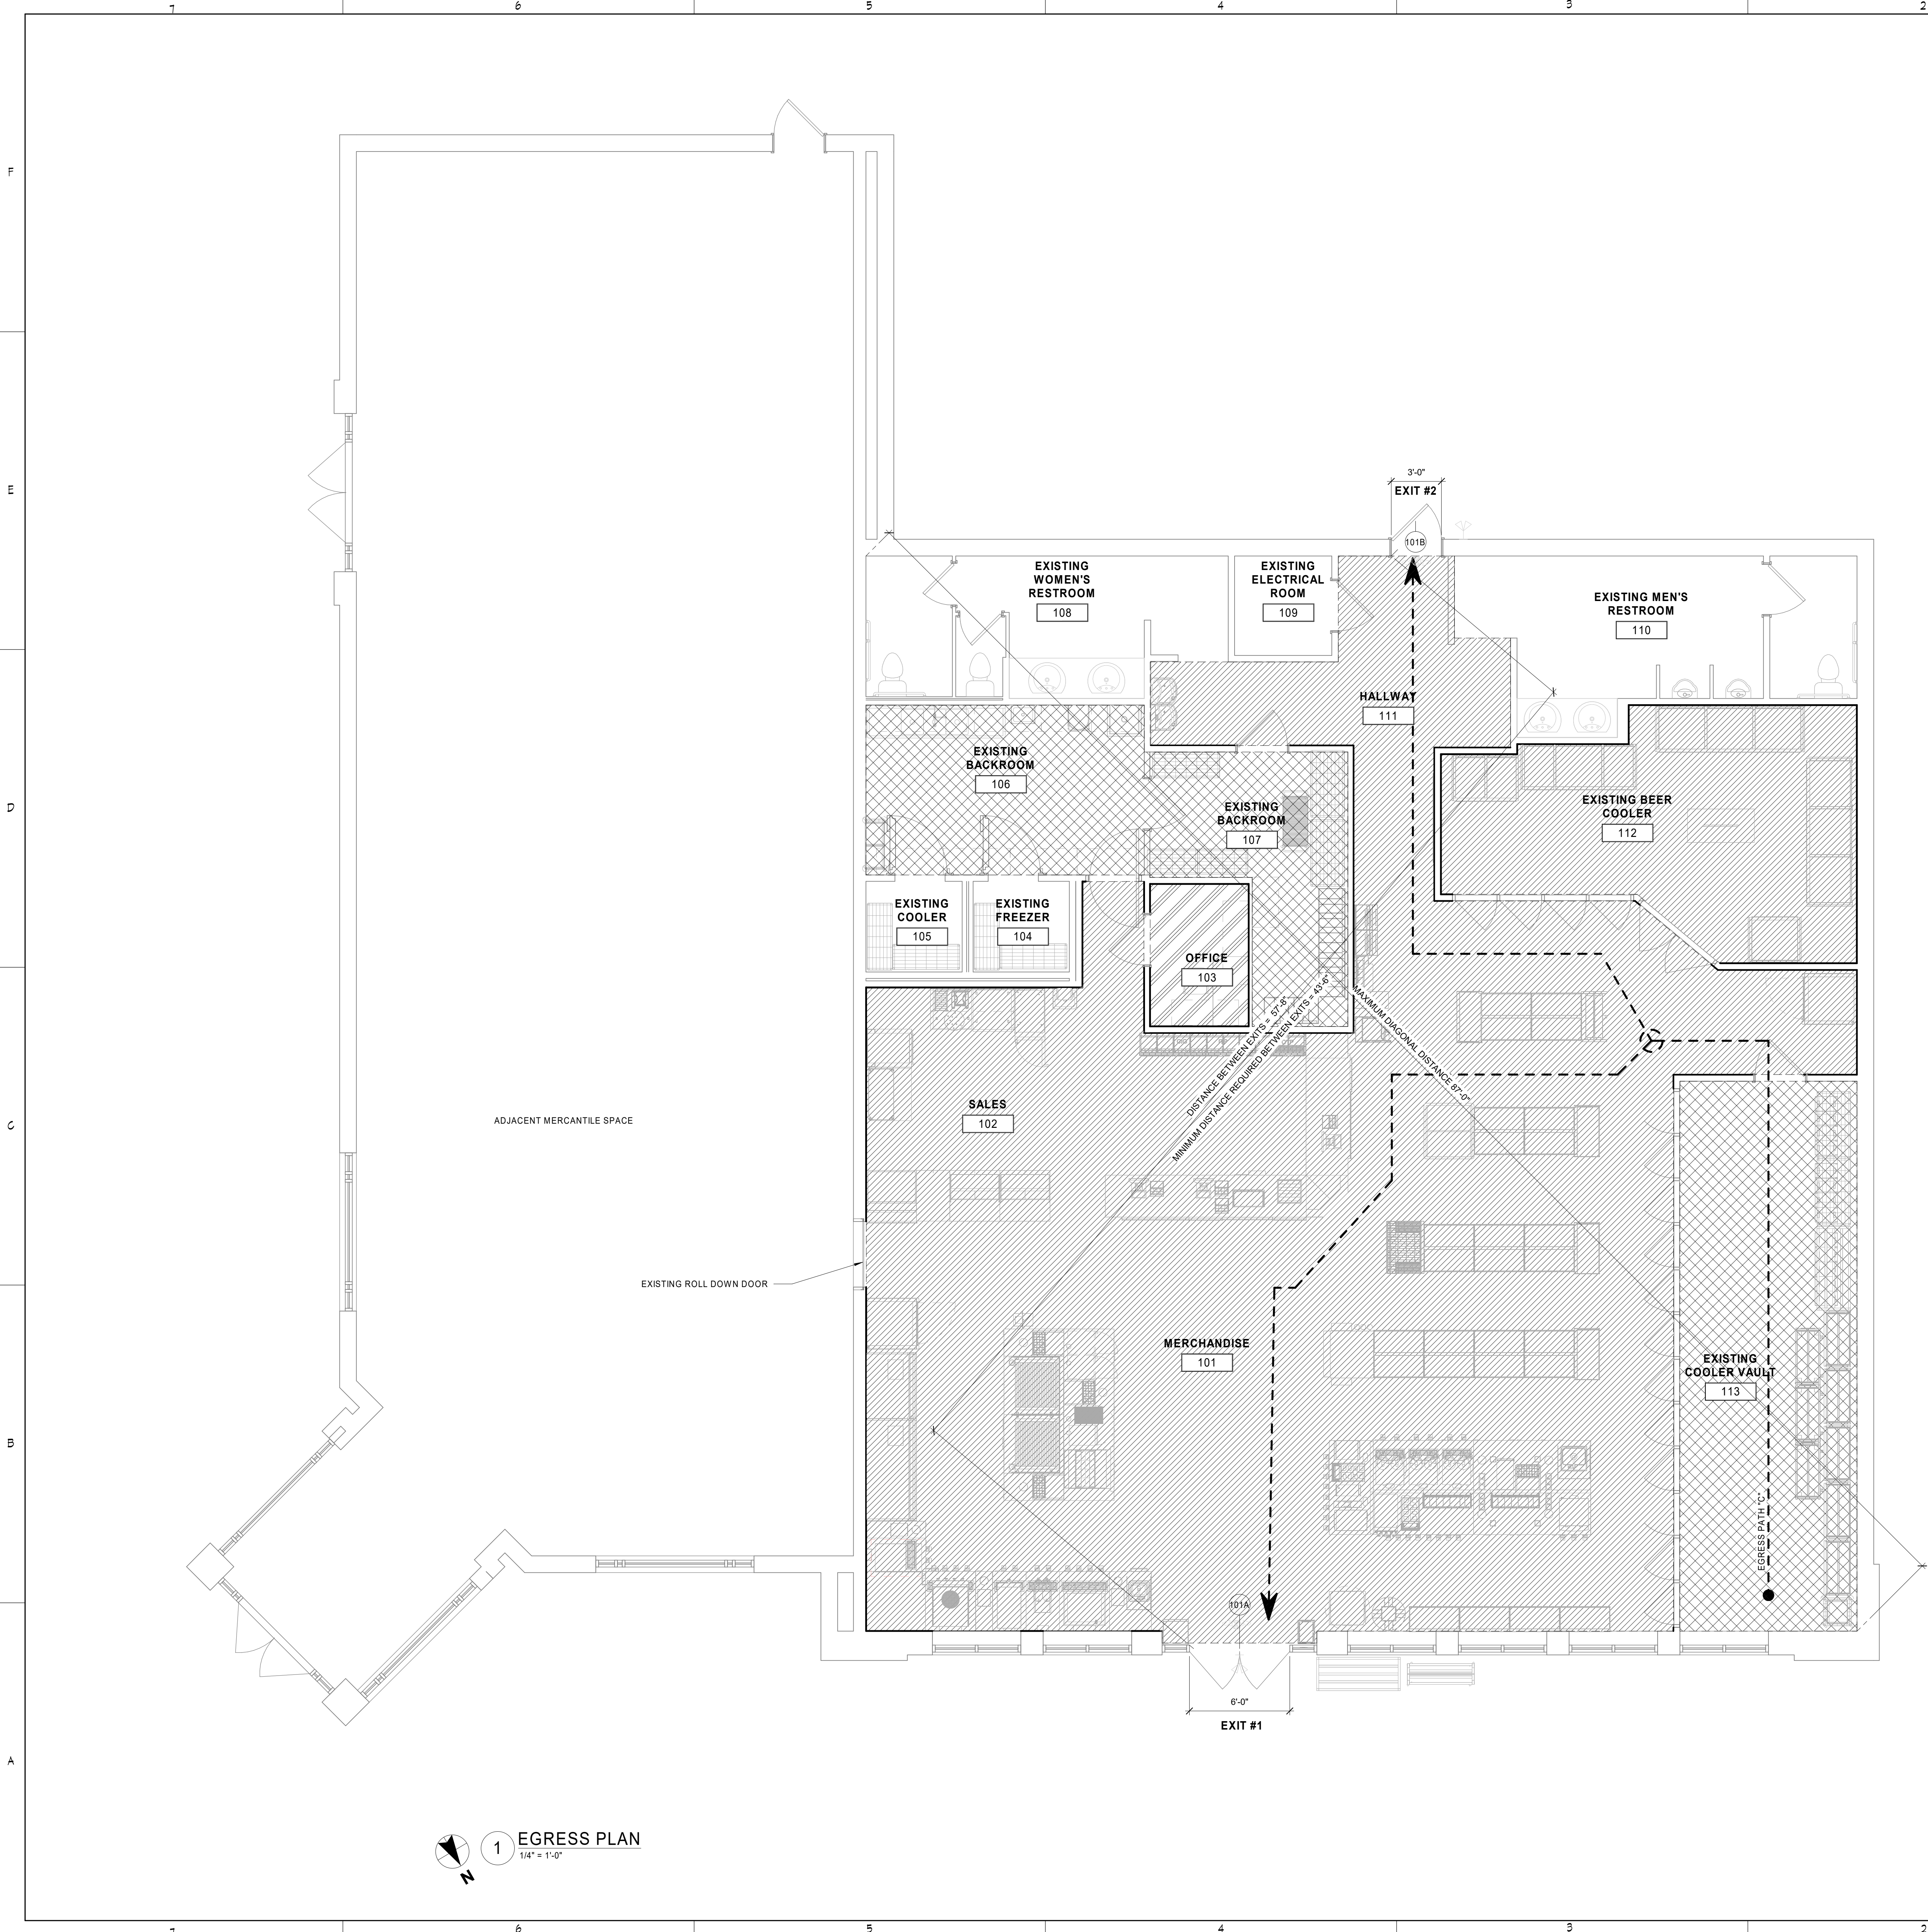 7 6 5 4 3 2
F
E
D
C
B
A
3'-0"
EXIT #2
101B
EXISTING
WOMEN'S
RESTROOM
108
EXISTING
ELECTRICAL
ROOM
109
EXISTING MEN'S
RESTROOM
110
HALLWAY
111
EXISTING
BACKROOM
106
EXISTING
BACKROOM
107
EXISTING BEER
COOLER
112
EXISTING
COOLER
105
EXISTING
FREEZER
104
OFFICE
103
DISTANCE BETWEEN EXITS = 57'-8"
MINIMUM DISTANCE REQUIRED BETWEEN EXITS = 43'-6"
MAXIMUM DIAGONAL DISTANCE 87'-0"
SALES
102
ADJACENT MERCANTILE SPACE
EXISTING ROLL DOWN DOOR
MERCHANDISE
101
EXISTING
COOLER VAULT
113
EGRESS PATH "C"
101A
6'-0"
EXIT #1
N
1
EGRESS PLAN
1/4" = 1'-0"
7 6 5 4 3 2